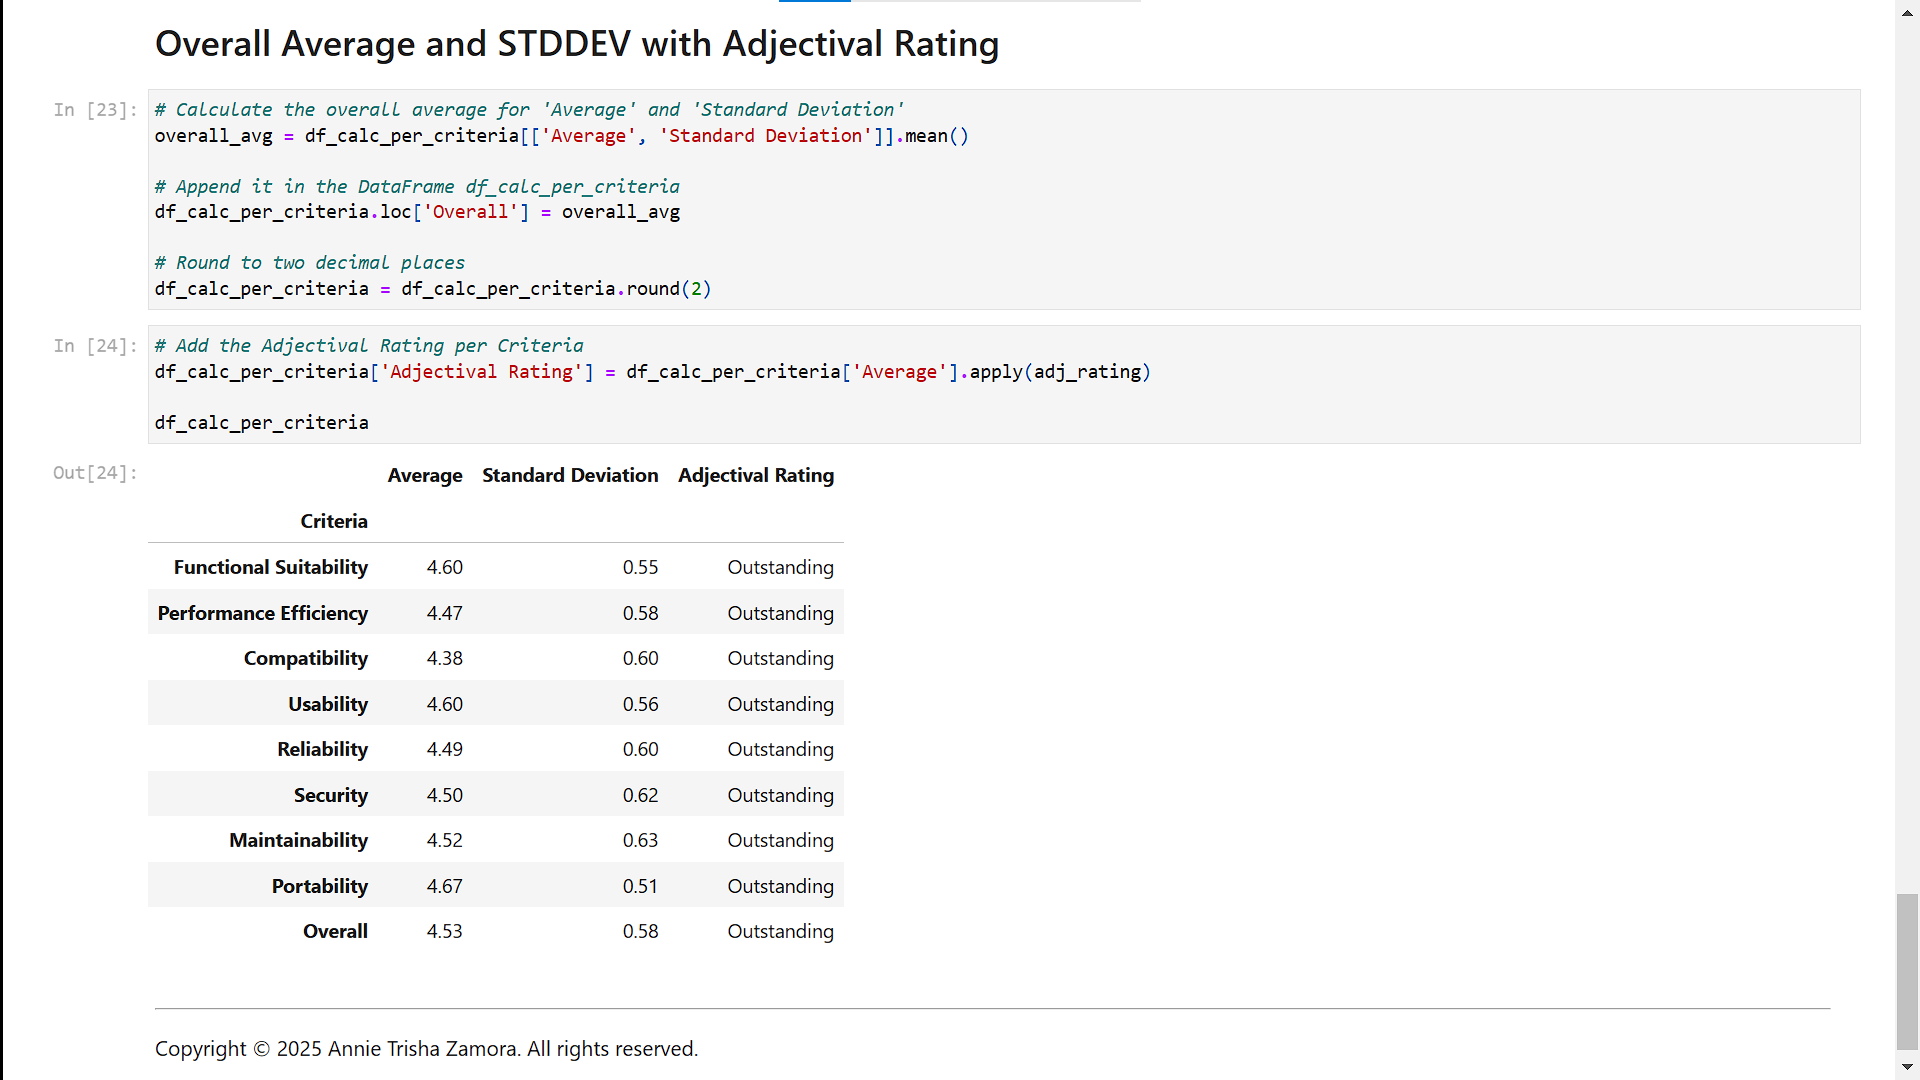 Overall Average and STDDEV with Adjectival Rating
In [23]:
# Calculate the overall average for 'Average' and 'Standard Deviation'
overall_avg = df_calc_per_criteria[['Average', 'Standard Deviation']].mean()
# Append it in the DataFrame df_calc_per_criteria
df_calc_per_criteria.loc['Overall'] = overall_avg
# Round to two decimal places
df_calc_per_criteria = df_calc_per_criteria.round(2)
In [24]:
# Add the Adjectival Rating per Criteria
df_calc_per_criteria['Adjectival Rating'] = df_calc_per_criteria['Average'].apply(adj_rating)
df_calc_per_criteria
Out[24]:
Average Standard Deviation Adjectival Rating
Criteria
Functional Suitability 4.60 0.55 Outstanding
Performance Efficiency 4.47 0.58 Outstanding
Compatibility 4.38 0.60 Outstanding
Usability 4.60 0.56 Outstanding
Reliability 4.49 0.60 Outstanding
Security 4.50 0.62 Outstanding
Maintainability 4.52 0.63 Outstanding
Portability 4.67 0.51 Outstanding
Overall 4.53 0.58 Outstanding
Copyright © 2025 Annie Trisha Zamora. All rights reserved.